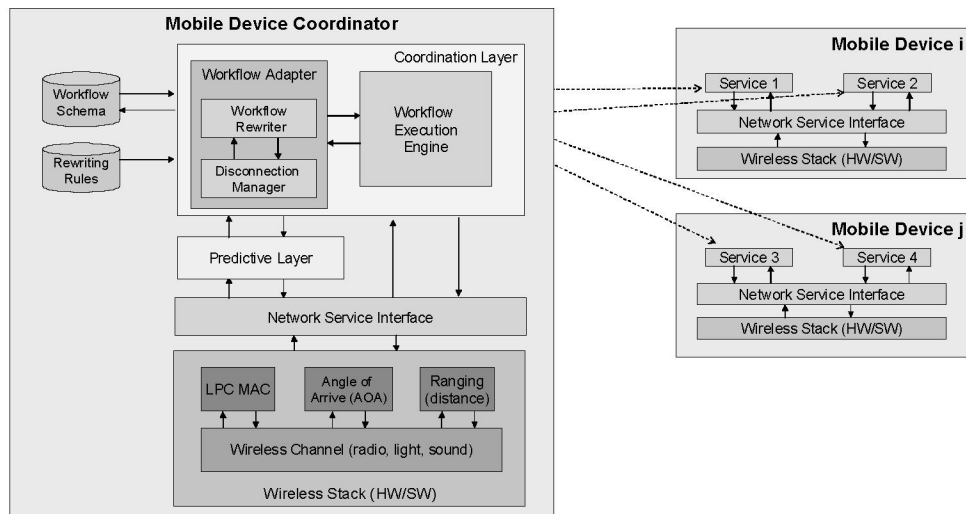 Mobile Device Coordinator
Coordination Layer
Workflow Adapter
Workflow
Schema
Workflow
Rewriter
Workflow
Execution
Engine
Rewriting
Rules
Disconnection
Manager
Predictive Layer
Network Service Interface
LPC MAC
Angle of
Arrive (AOA)
Ranging
(distance)
Wireless Channel (radio, light, sound)
Wireless Stack (HW/SW)
Mobile Device i
Service 1
Service 2
Network Service Interface
Wireless Stack (HW/SW)
Mobile Device j
Service 3
Service 4
Network Service Interface
Wireless Stack (HW/SW)